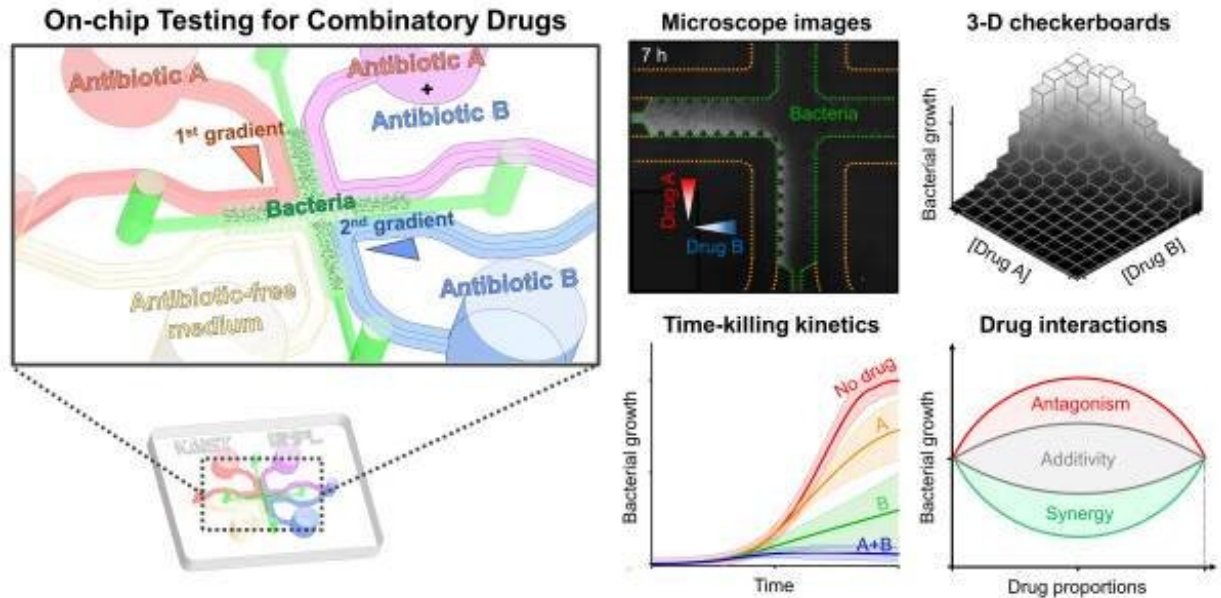 On-chip Testing for Combinatory Drugs
Antibiotic A
Antibiotic A
+
Antibiotic B
1st gradient
Bacteria
2nd gradient
Antibiotic-free
medium
Antibiotic B
Microscope images
7 h
Bacteria
Drug A
Drug B
3-D checkerboards
Bacterial growth
[Drug A]
[Drug B]
Time-killing kinetics
Bacterial growth
No drug
A
B
A+B
Time
Drug interactions
Bacterial growth
Antagonism
Additivity
Synergy
Drug proportions